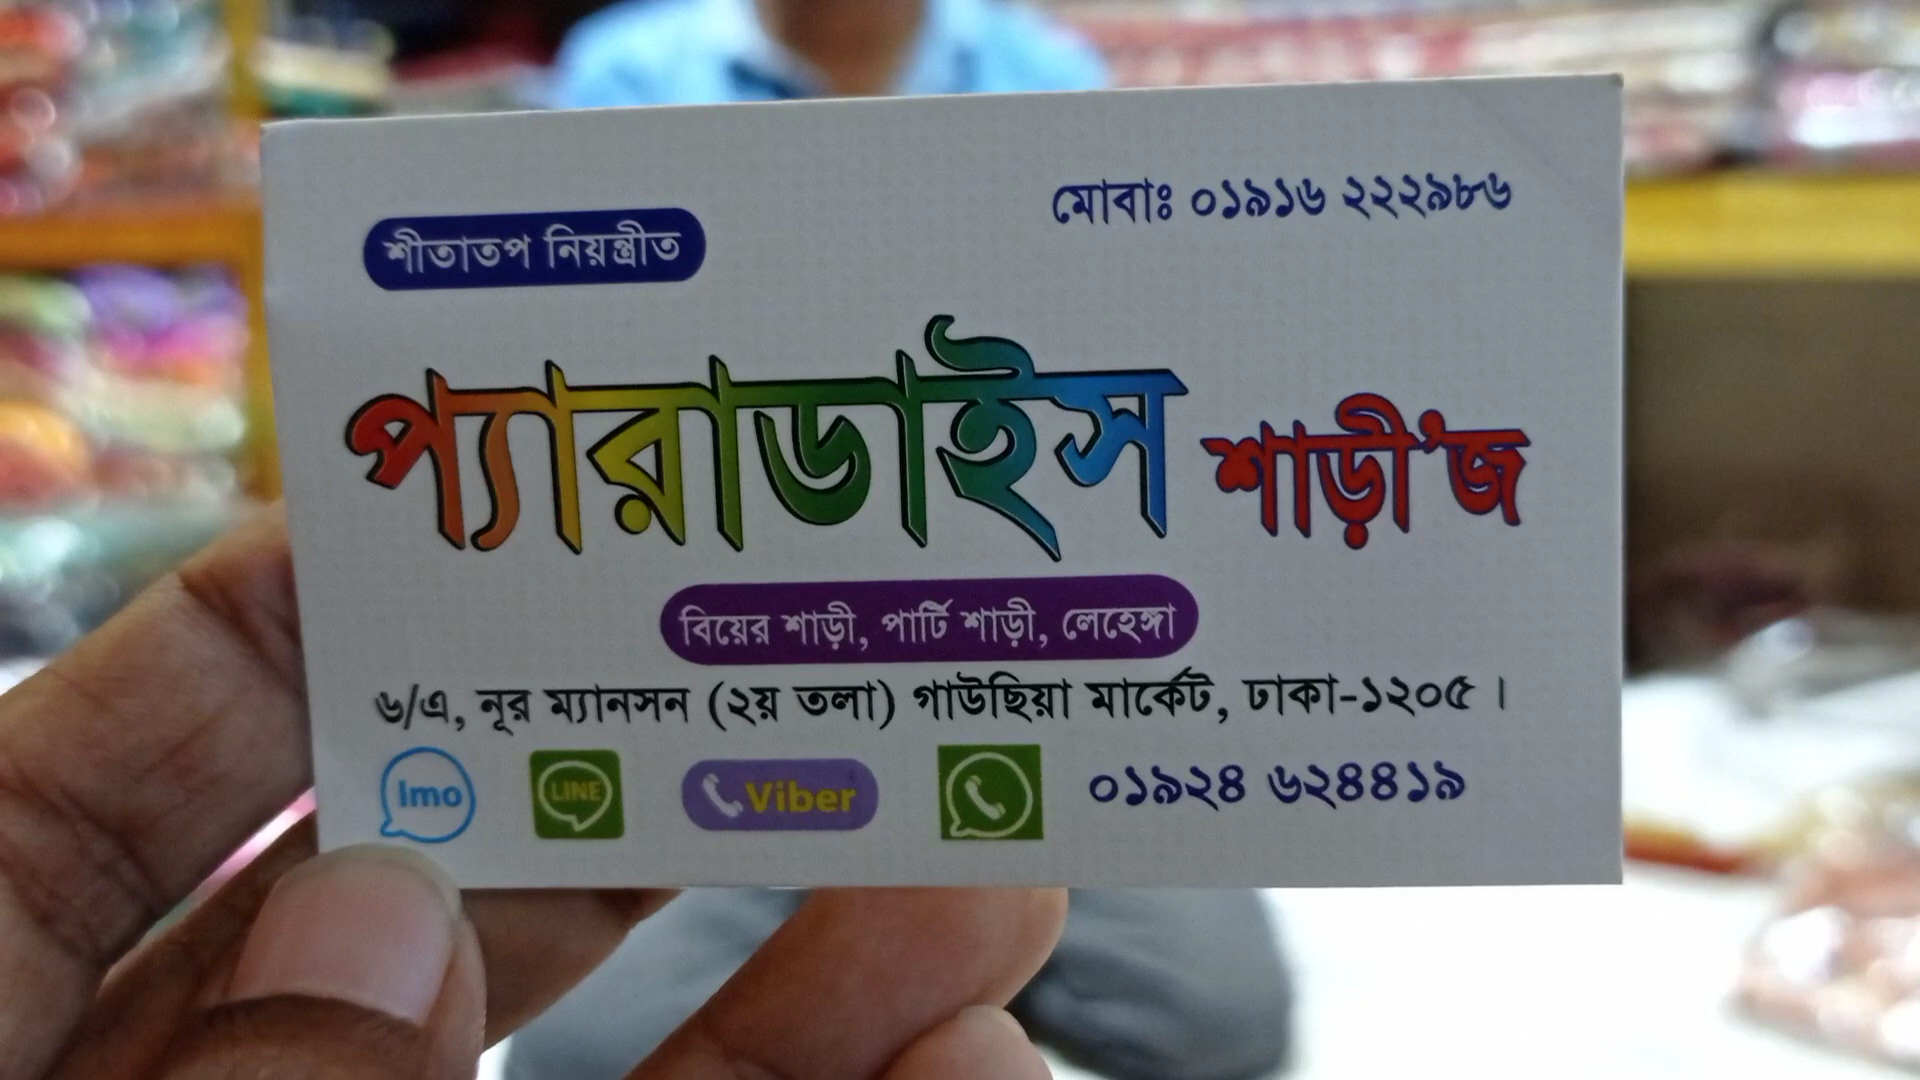 মোবাঃ ০১৯১৬ ২২২৯৮৬
শীতাতপ নিয়ন্ত্রীত
প্যারাডাইস শাড়ী'জ
বিয়ের শাড়ী, পার্টি শাড়ী, লেহেঙ্গা
৬/এ, নূর ম্যানসন (২য় তলা) গাউছিয়া মার্কেট, ঢাকা-১২০৫ ।
Imo LINE Viber ০১৯২৪ ৬২৪৪১৯